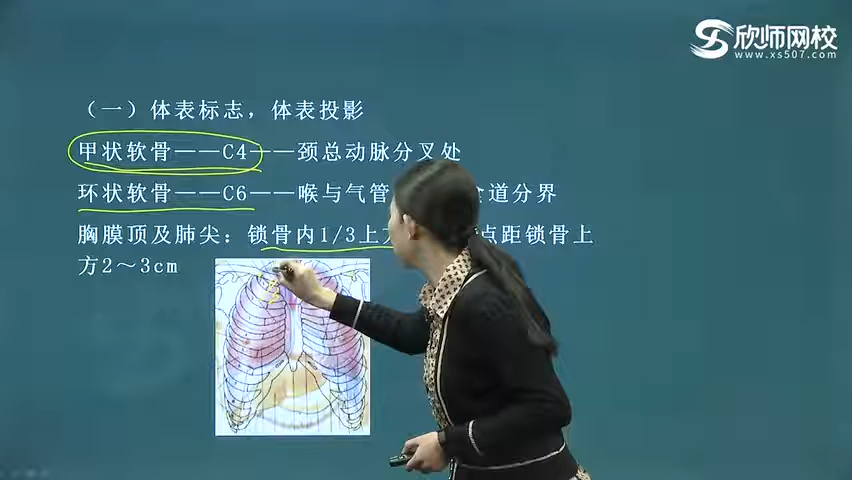 欣师网校
www.xs507.com
（一）体表标志，体表投影
甲状软骨——C4——颈总动脉分叉处
环状软骨——C6——喉与气管 食道分界
胸膜顶及肺尖：锁骨内1/3上 点距锁骨上
方2～3cm